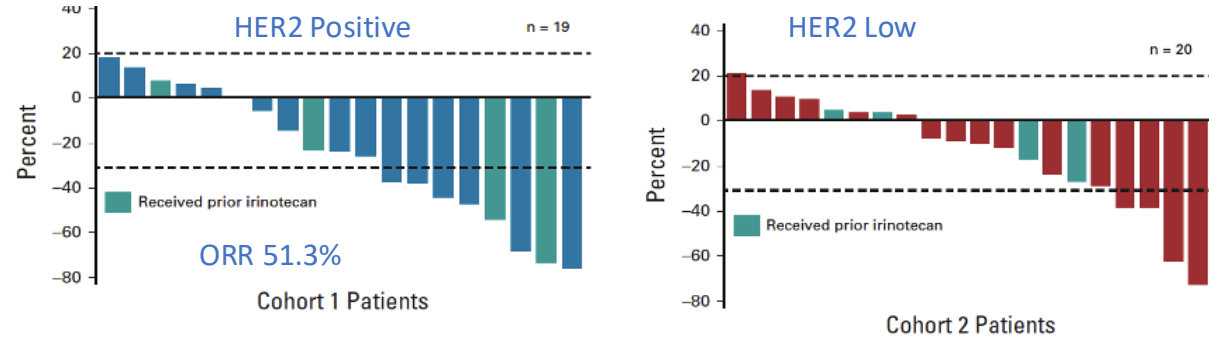 40
HER2 Positive
n = 19
20
0
−20
−40
−60
−80
Percent
Received prior irinotecan
ORR 51.3%
Cohort 1 Patients
40
HER2 Low
n = 20
20
0
−20
−40
−60
−80
Percent
Received prior irinotecan
Cohort 2 Patients